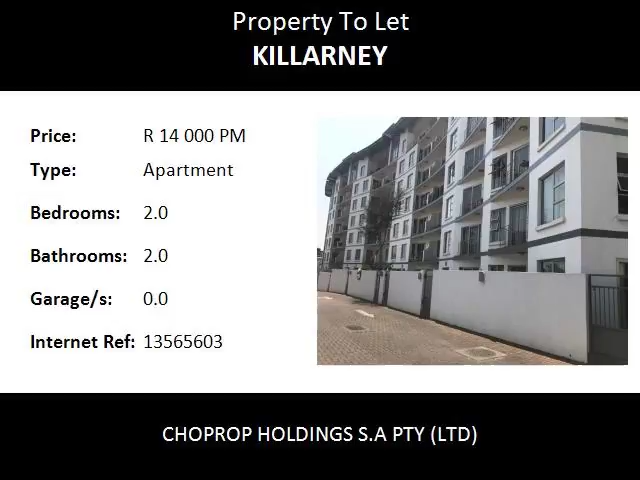 Property To Let
KILLARNEY
Price: R 14 000 PM
Type: Apartment
Bedrooms: 2.0
Bathrooms: 2.0
Garage/s: 0.0
Internet Ref: 13565603
CHOPROP HOLDINGS S.A PTY (LTD)